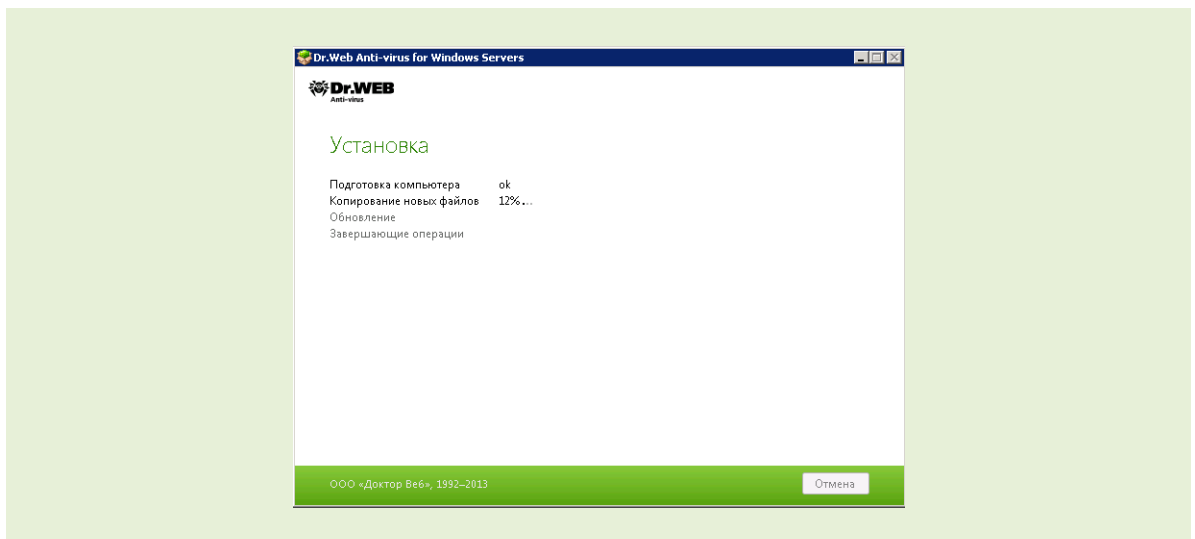 Dr.Web Anti-virus for Windows Servers
Dr.WEB
Anti-virus
Установка
Подготовка компьютера ok
Копирование новых файлов 12%...
Обновление
Завершающие операции
ООО «Доктор Веб», 1992–2013
Отмена